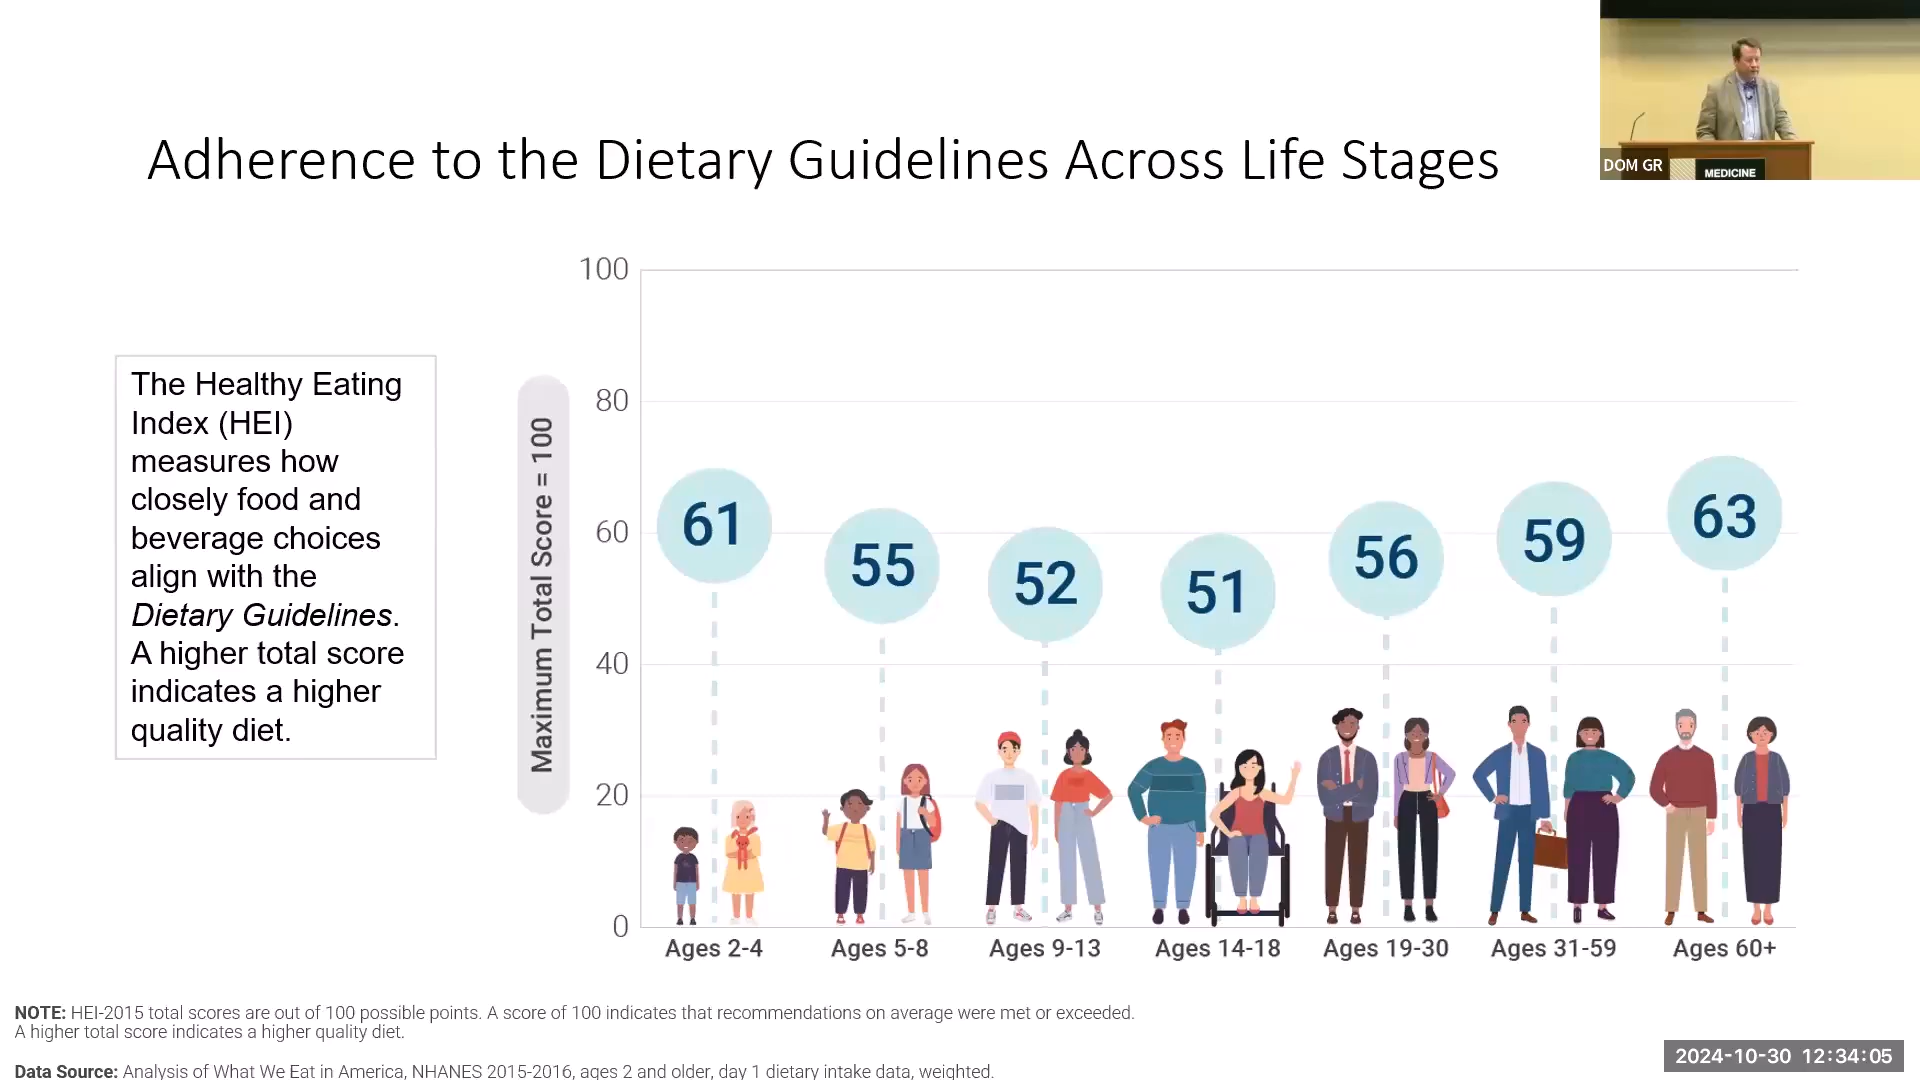 Adherence to the Dietary Guidelines Across Life Stages
DOM GR
MEDICINE
The Healthy Eating
Index (HEI)
measures how
closely food and
beverage choices
align with the
Dietary Guidelines.
A higher total score
indicates a higher
quality diet.
Maximum Total Score = 100
100
80
60
40
20
0
61
55
52
51
56
59
63
Ages 2-4
Ages 5-8
Ages 9-13
Ages 14-18
Ages 19-30
Ages 31-59
Ages 60+
NOTE: HEI-2015 total scores are out of 100 possible points. A score of 100 indicates that recommendations on average were met or exceeded.
A higher total score indicates a higher quality diet.
Data Source: Analysis of What We Eat in America, NHANES 2015-2016, ages 2 and older, day 1 dietary intake data, weighted.
2024-10-30 12:34:05